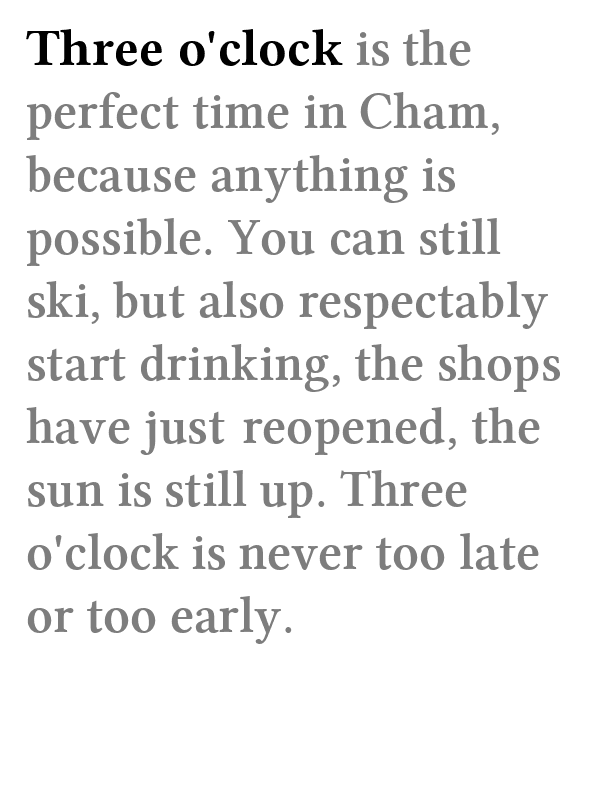 Three o'clock is the
perfect time in Cham,
because anything is
possible. You can still
ski, but also respectably
start drinking, the shops
have just reopened, the
sun is still up. Three
o'clock is never too late
or too early.